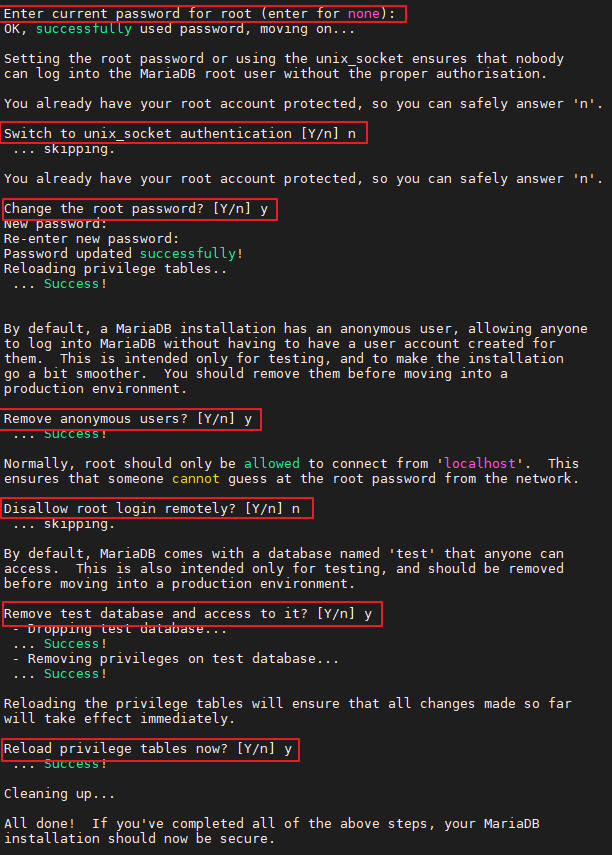 Enter current password for root (enter for none):
OK, successfully used password, moving on...
Setting the root password or using the unix_socket ensures that nobody
can log into the MariaDB root user without the proper authorisation.
You already have your root account protected, so you can safely answer 'n'.
Switch to unix_socket authentication [Y/n] n
... skipping.
You already have your root account protected, so you can safely answer 'n'.
Change the root password? [Y/n] y
New password:
Re-enter new password:
Password updated successfully!
Reloading privilege tables..
... Success!
By default, a MariaDB installation has an anonymous user, allowing anyone
to log into MariaDB without having to have a user account created for
them.  This is intended only for testing, and to make the installation
go a bit smoother.  You should remove them before moving into a
production environment.
Remove anonymous users? [Y/n] y
... Success!
Normally, root should only be allowed to connect from 'localhost'.  This
ensures that someone cannot guess at the root password from the network.
Disallow root login remotely? [Y/n] n
... skipping.
By default, MariaDB comes with a database named 'test' that anyone can
access.  This is also intended only for testing, and should be removed
before moving into a production environment.
Remove test database and access to it? [Y/n] y
- Dropping test database...
... Success!
- Removing privileges on test database...
... Success!
Reloading the privilege tables will ensure that all changes made so far
will take effect immediately.
Reload privilege tables now? [Y/n] y
... Success!
Cleaning up...
All done!  If you've completed all of the above steps, your MariaDB
installation should now be secure.